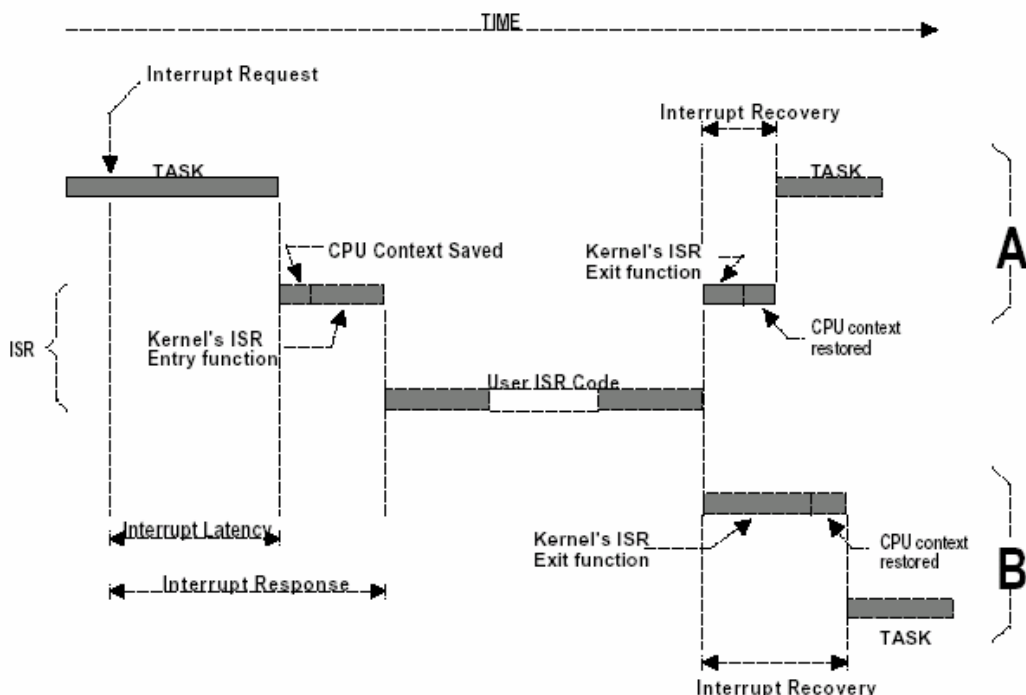 TIME
Interrupt Request
Interrupt Recovery
TASK
TASK
CPU Context Saved
Kernel's ISR
Exit function
A
ISR
Kernel's ISR
Entry function
CPU context
restored
User ISR Code
Interrupt Latency
Kernel's ISR
Exit function
CPU context
restored
B
Interrupt Response
TASK
Interrupt Recovery